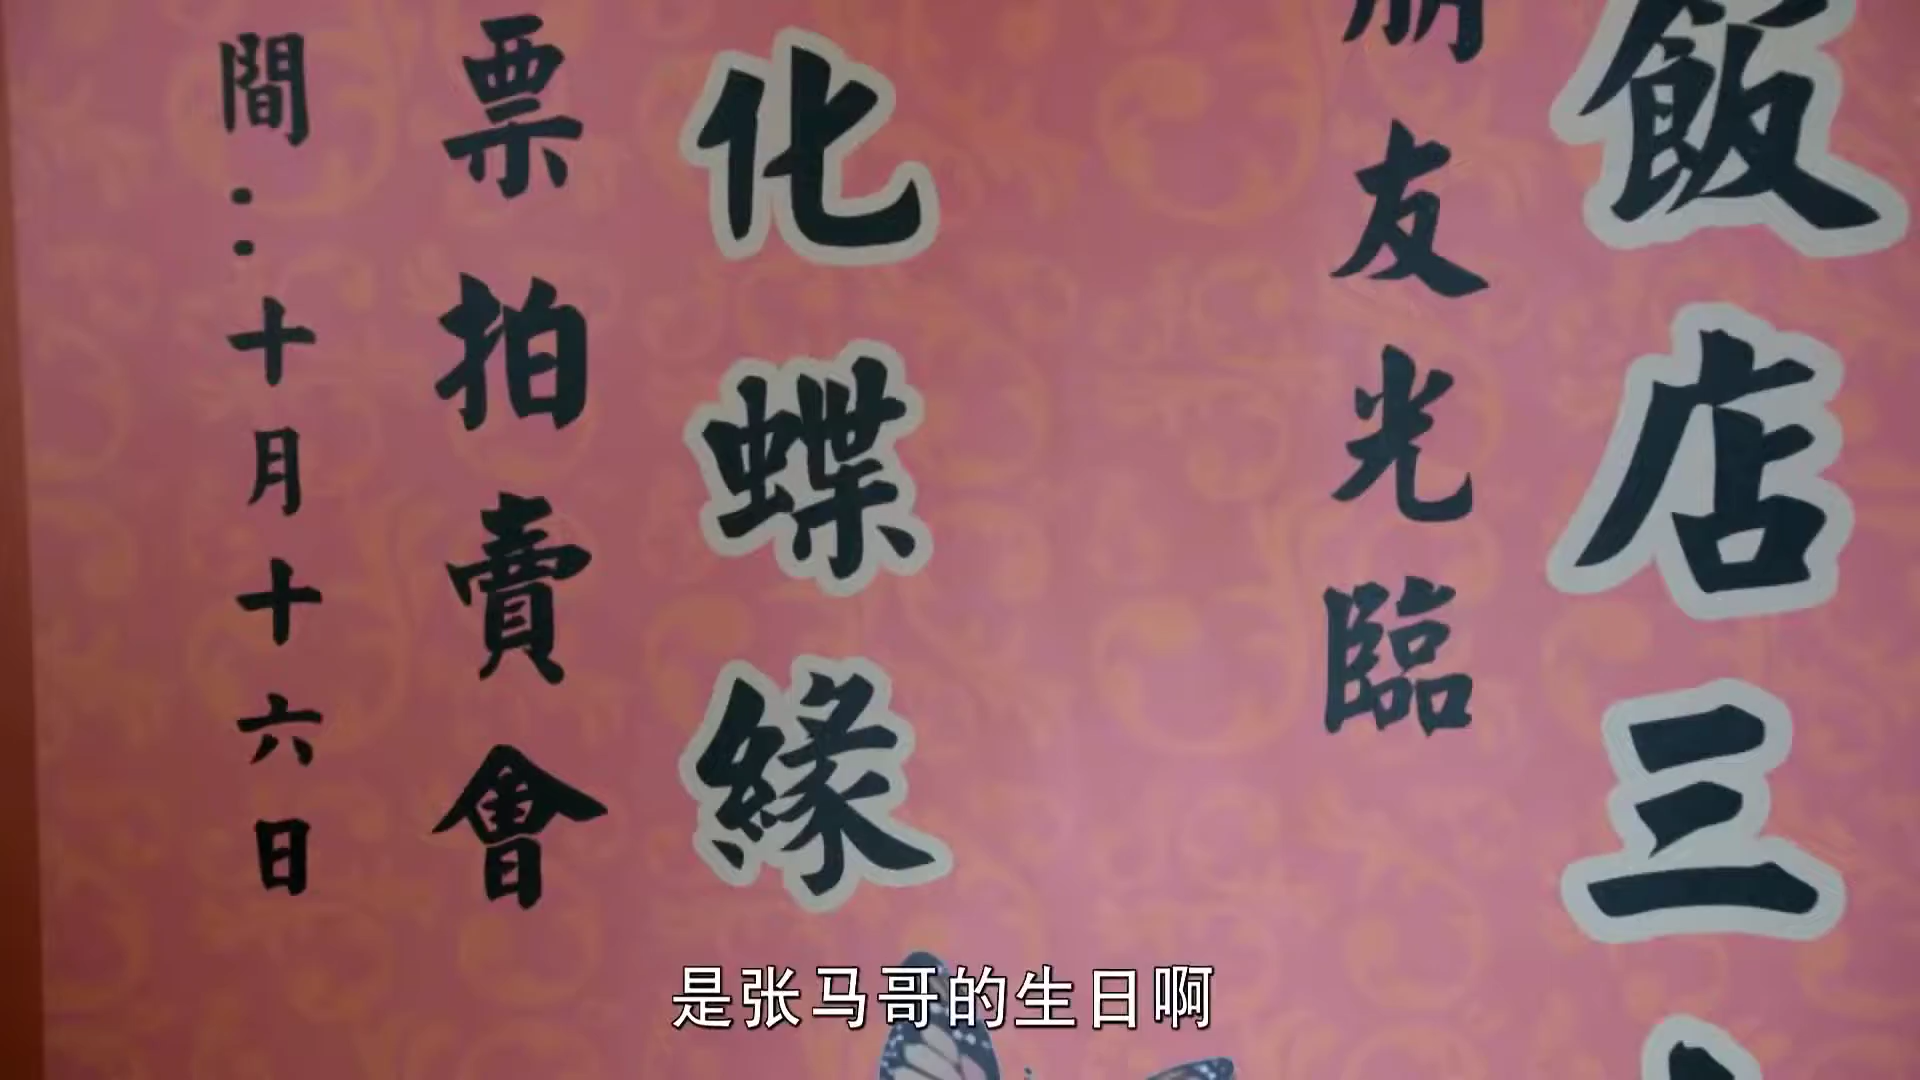 飯店三
朋友光臨
化蝶緣
票拍賣會
間：十月十六日
是张马哥的生日啊